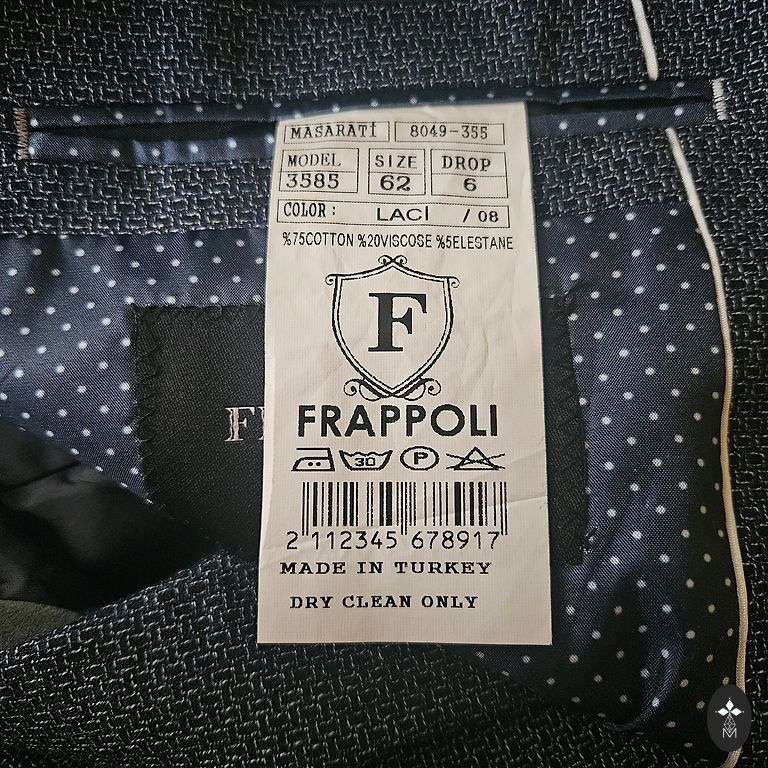 MASARATİ 8049-355
MODEL SIZE DROP
3585 62 6
COLOR: LACİ / 08
%75COTTON %20VISCOSE %5ELESTANE
F
FRAPPOLI
30 P
2 112345 678917
MADE IN TURKEY
DRY CLEAN ONLY